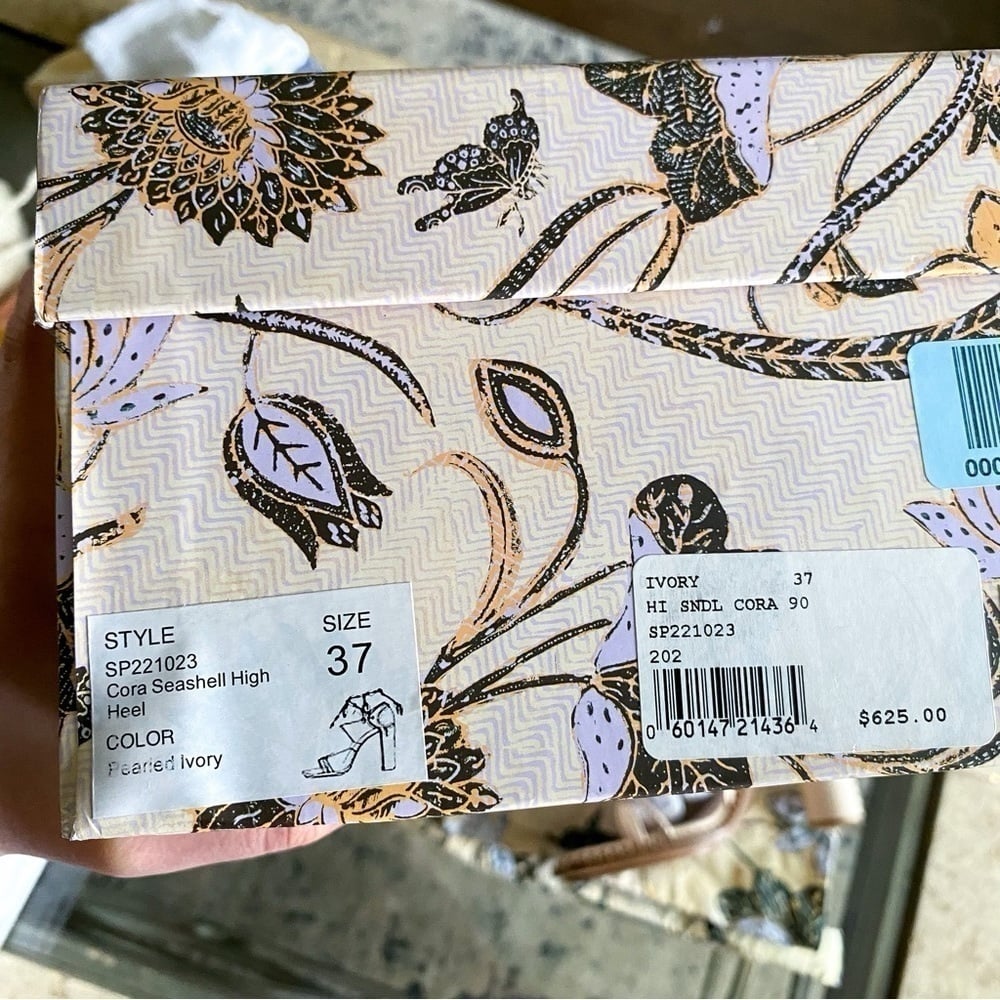 000
STYLE
SP221023
Cora Seashell High
Heel
COLOR
Pearled Ivory
SIZE
37
IVORY 37
HI SNDL CORA 90
SP221023
202
0 60147 21436 4
$625.00